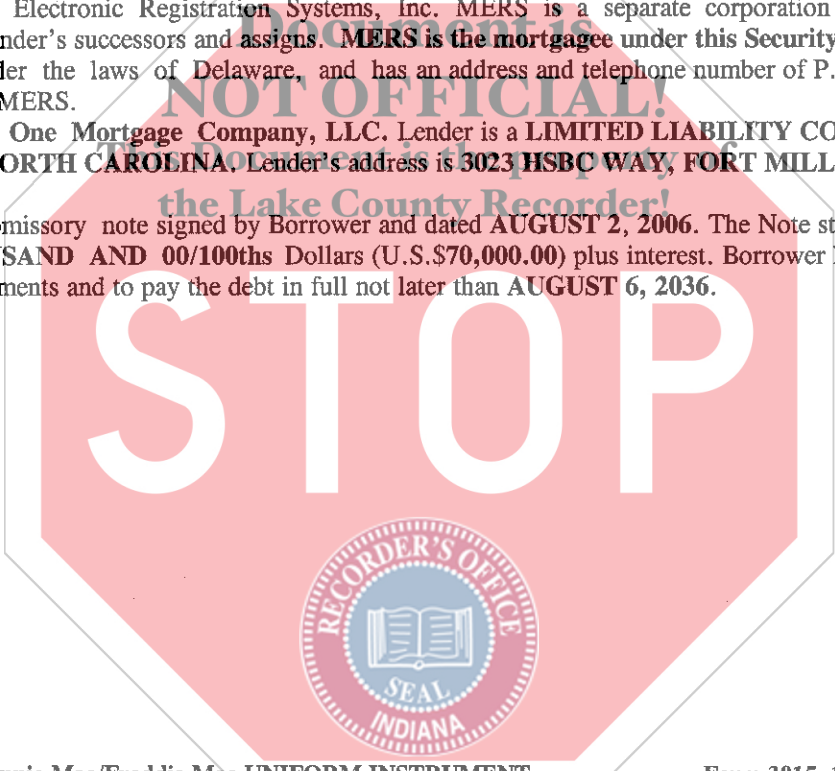 Electronic Registration Systems, Inc. MERS is a separate corporation
Document is
nder's successors and assigns. MERS is the mortgagee under this Security
ler the laws of Delaware, and has an address and telephone number of P.
NOT OFFICIAL!
MERS.
One Mortgage Company, LLC. Lender is a LIMITED LIABILITY CO
This Document is the property of
ORTH CAROLINA. Lender's address is 3023 HSBC WAY, FORT MILL
the Lake County Recorder!
missory note signed by Borrower and dated AUGUST 2, 2006. The Note st
SAND AND 00/100ths Dollars (U.S.$70,000.00) plus interest. Borrower
ments and to pay the debt in full not later than AUGUST 6, 2036.
STOP
RECORDER'S OFFICE
SEAL
INDIANA
Mae/Freddie Mac UNIFORM INSTRUMENT
Form 3015